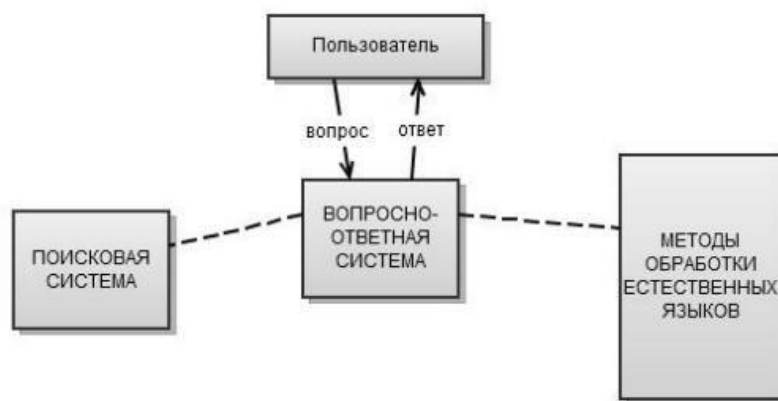 Пользователь
вопрос
ответ
ПОИСКОВАЯ
СИСТЕМА
ВОПРОСНО-
ОТВЕТНАЯ
СИСТЕМА
МЕТОДЫ
ОБРАБОТКИ
ЕСТЕСТВЕННЫХ
ЯЗЫКОВ